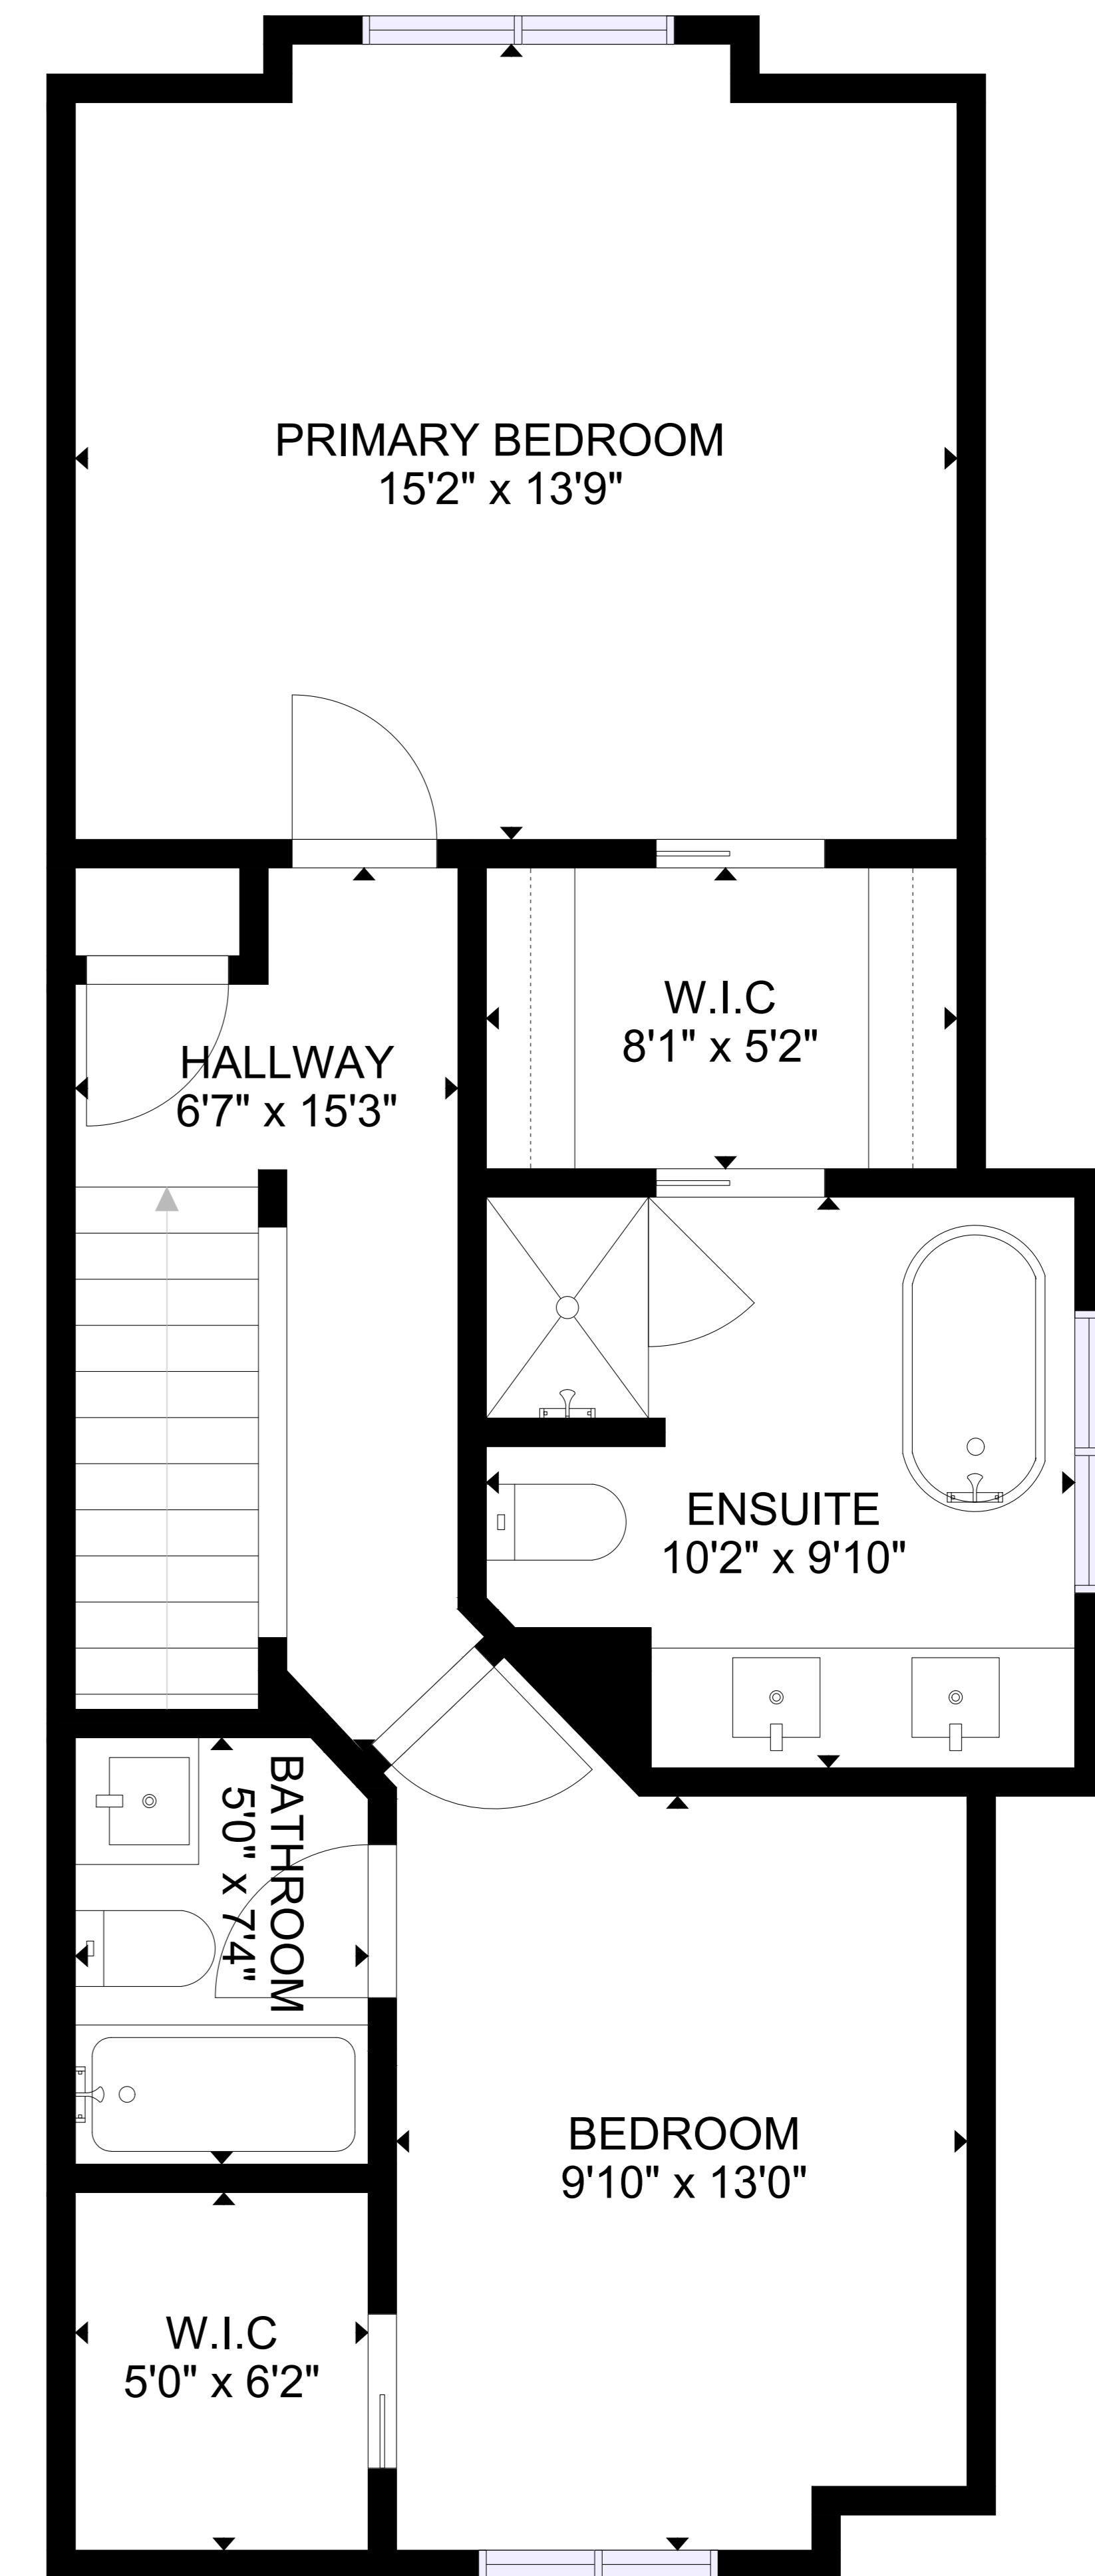 PRIMARY BEDROOM
15'2" x 13'9"
W.I.C
8'1" x 5'2"
HALLWAY
6'7" x 15'3"
ENSUITE
10'2" x 9'10"
BATHROOM
5'0" x 7'4"
BEDROOM
9'10" x 13'0"
W.I.C
5'0" x 6'2"